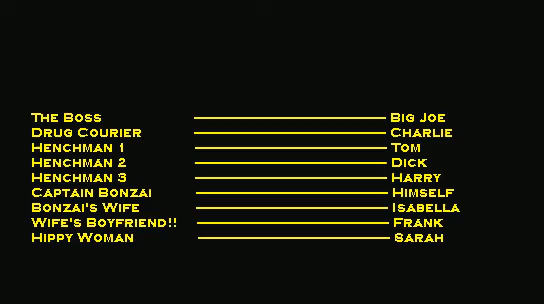 The Boss Big Joe
Drug Courier Charlie
Henchman 1 Tom
Henchman 2 Dick
Henchman 3 Harry
Captain Bonzai Himself
Bonzai's Wife Isabella
Wife's Boyfriend!! Frank
Hippy Woman Sarah